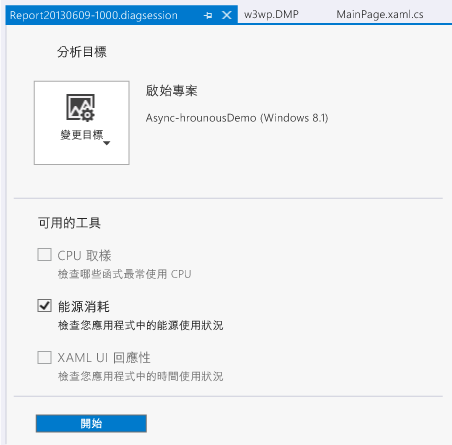 Report20130609-1000.diagsession
w3wp.DMP
MainPage.xaml.cs
分析目標
變更目標
啟始專案
Async-hrounousDemo (Windows 8.1)
可用的工具
CPU 取樣
檢查哪些函式最常使用 CPU
能源消耗
檢查您應用程式中的能源使用狀況
XAML UI 回應性
檢查您應用程式中的時間使用狀況
開始